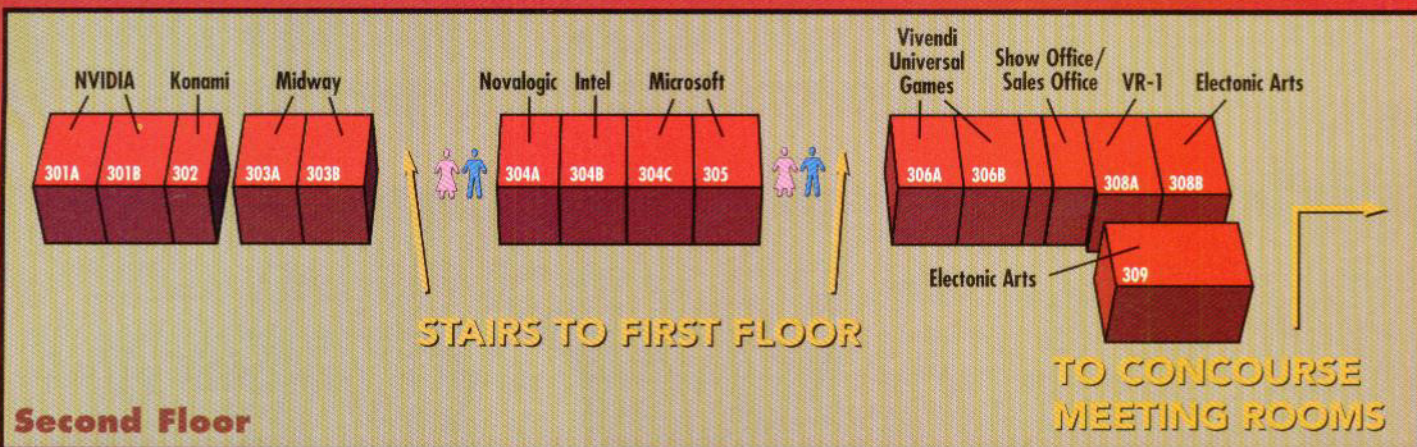 NVIDIA
Konami
Midway
Novalogic
Intel
Microsoft
Vivendi
Universal
Games
Show Office/
Sales Office
VR-1
Electonic Arts
301A
301B
302
303A
303B
304A
304B
304C
305
306A
306B
308A
308B
Electonic Arts
309
STAIRS TO FIRST FLOOR
TO CONCOURSE
MEETING ROOMS
Second Floor